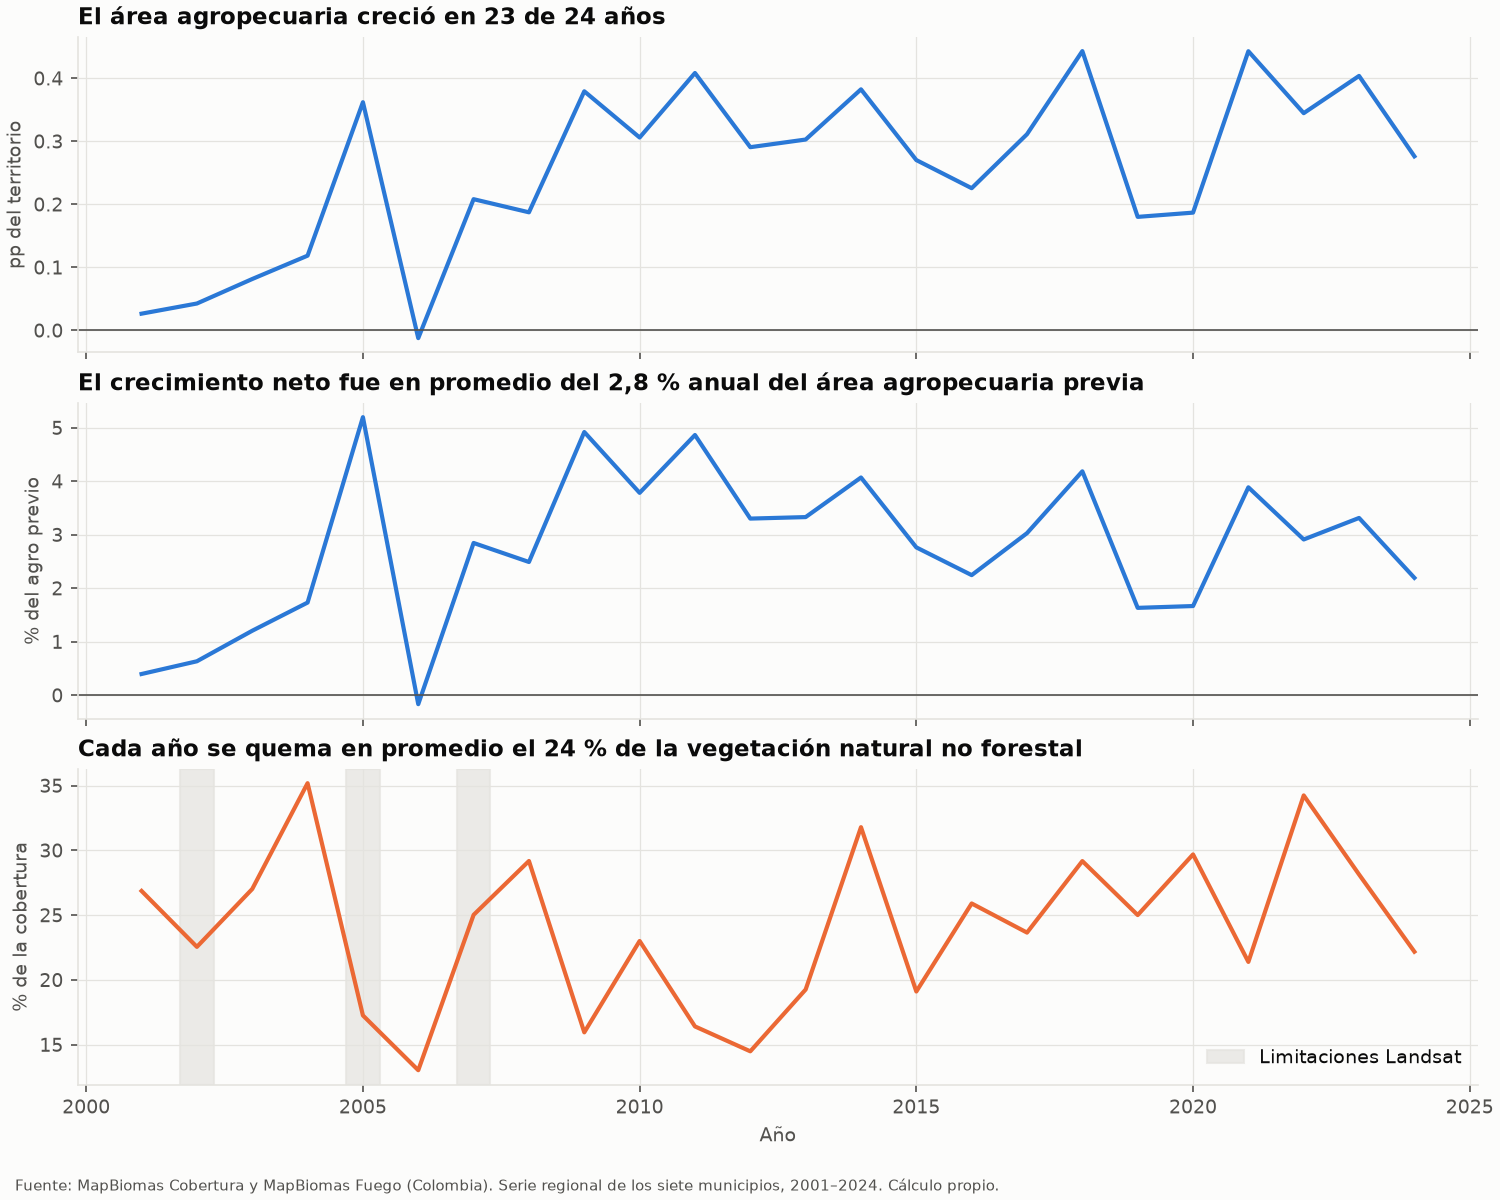 El área agropecuaria creció en 23 de 24 años
pp del territorio
0.4
0.3
0.2
0.1
0.0
El crecimiento neto fue en promedio del 2,8 % anual del área agropecuaria previa
% del agro previo
5
4
3
2
1
0
Cada año se quema en promedio el 24 % de la vegetación natural no forestal
% de la cobertura
35
30
25
20
15
Limitaciones Landsat
2000 2005 2010 2015 2020 2025
Año
Fuente: MapBiomas Cobertura y MapBiomas Fuego (Colombia). Serie regional de los siete municipios, 2001–2024. Cálculo propio.